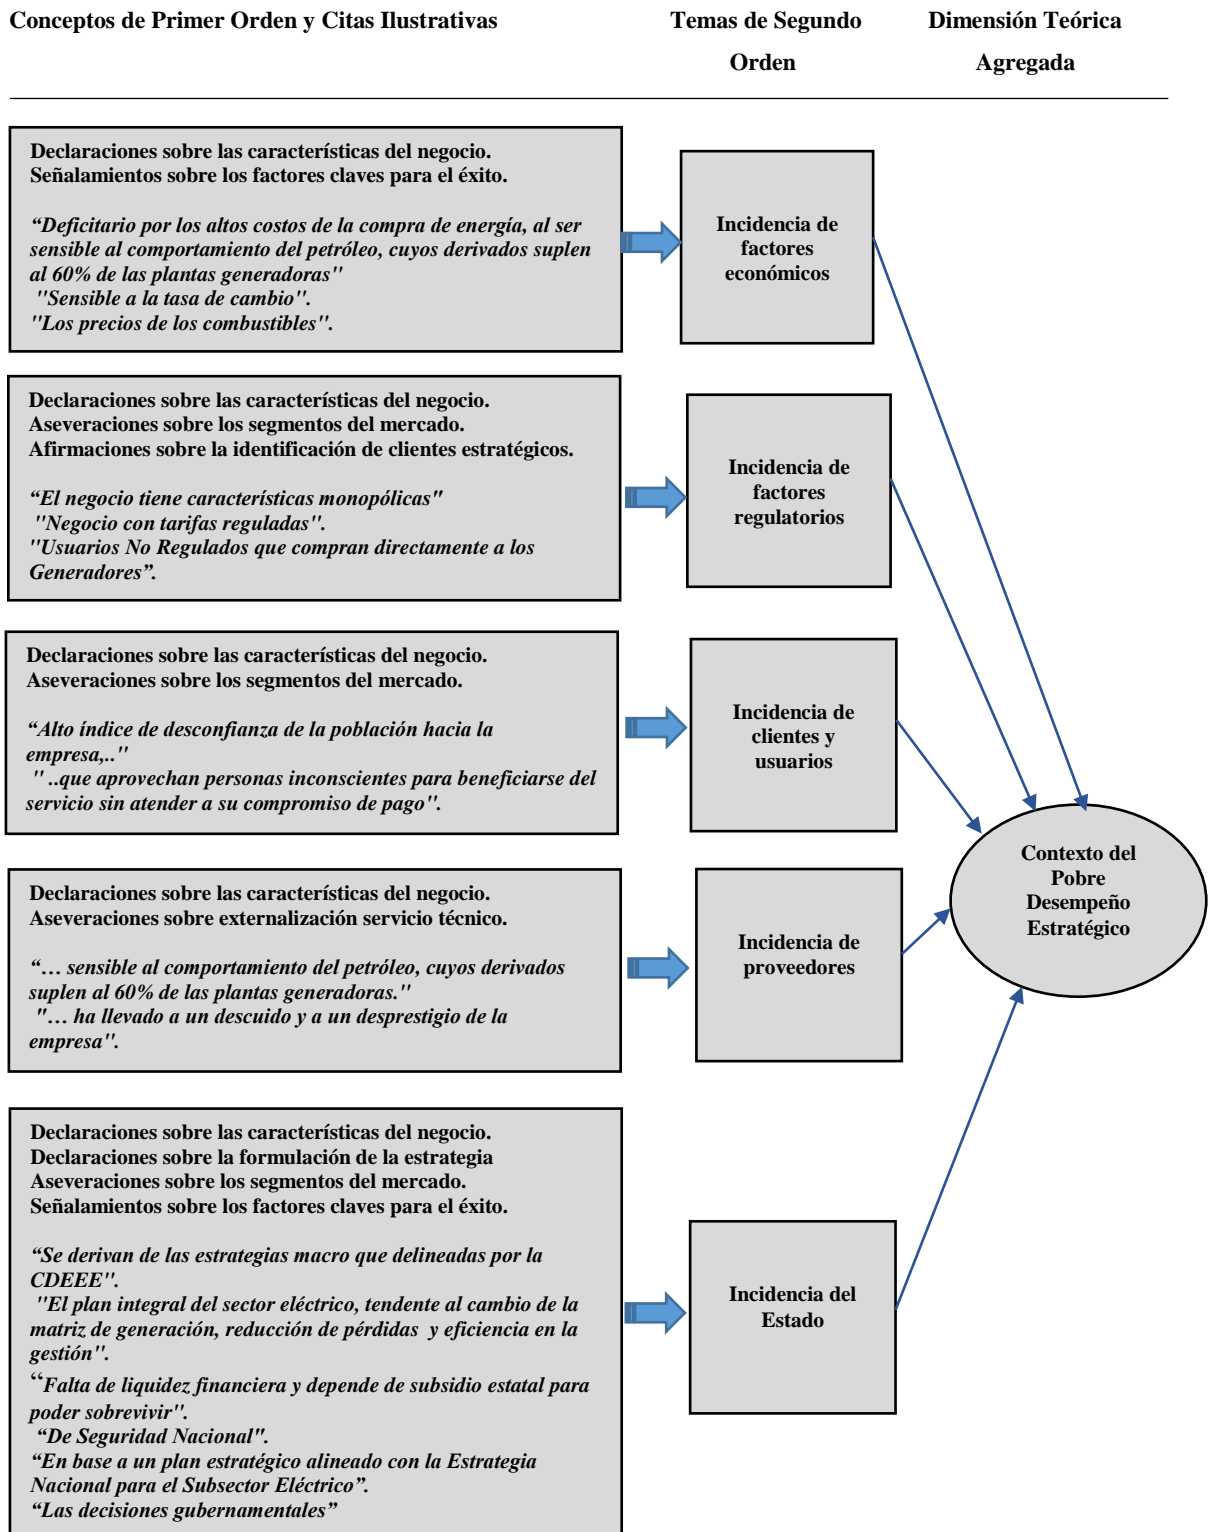 Conceptos de Primer Orden y Citas Ilustrativas
Temas de Segundo
Orden
Dimensión Teórica
Agregada
Declaraciones sobre las características del negocio.
Señalamientos sobre los factores claves para el éxito.
“Deficitario por los altos costos de la compra de energía, al ser
sensible al comportamiento del petróleo, cuyos derivados suplen
al 60% de las plantas generadoras"
"Sensible a la tasa de cambio".
"Los precios de los combustibles".
Incidencia de
factores
económicos
Declaraciones sobre las características del negocio.
Aseveraciones sobre los segmentos del mercado.
Afirmaciones sobre la identificación de clientes estratégicos.
“El negocio tiene características monopólicas"
"Negocio con tarifas reguladas".
"Usuarios No Regulados que compran directamente a los
Generadores”.
Incidencia de
factores
regulatorios
Declaraciones sobre las características del negocio.
Aseveraciones sobre los segmentos del mercado.
“Alto índice de desconfianza de la población hacia la
empresa,.."
" ..que aprovechan personas inconscientes para beneficiarse del
servicio sin atender a su compromiso de pago".
Incidencia de
clientes y
usuarios
Declaraciones sobre las características del negocio.
Aseveraciones sobre externalización servicio técnico.
“… sensible al comportamiento del petróleo, cuyos derivados
suplen al 60% de las plantas generadoras."
"… ha llevado a un descuido y a un desprestigio de la
empresa".
Incidencia de
proveedores
Declaraciones sobre las características del negocio.
Declaraciones sobre la formulación de la estrategia
Aseveraciones sobre los segmentos del mercado.
Señalamientos sobre los factores claves para el éxito.
“Se derivan de las estrategias macro que delineadas por la
CDEEE".
"El plan integral del sector eléctrico, tendente al cambio de la
matriz de generación, reducción de pérdidas  y eficiencia en la
gestión".
“Falta de liquidez financiera y depende de subsidio estatal para
poder sobrevivir".
“De Seguridad Nacional".
“En base a un plan estratégico alineado con la Estrategia
Nacional para el Subsector Eléctrico”.
“Las decisiones gubernamentales”
Incidencia del
Estado
Contexto del
Pobre
Desempeño
Estratégico